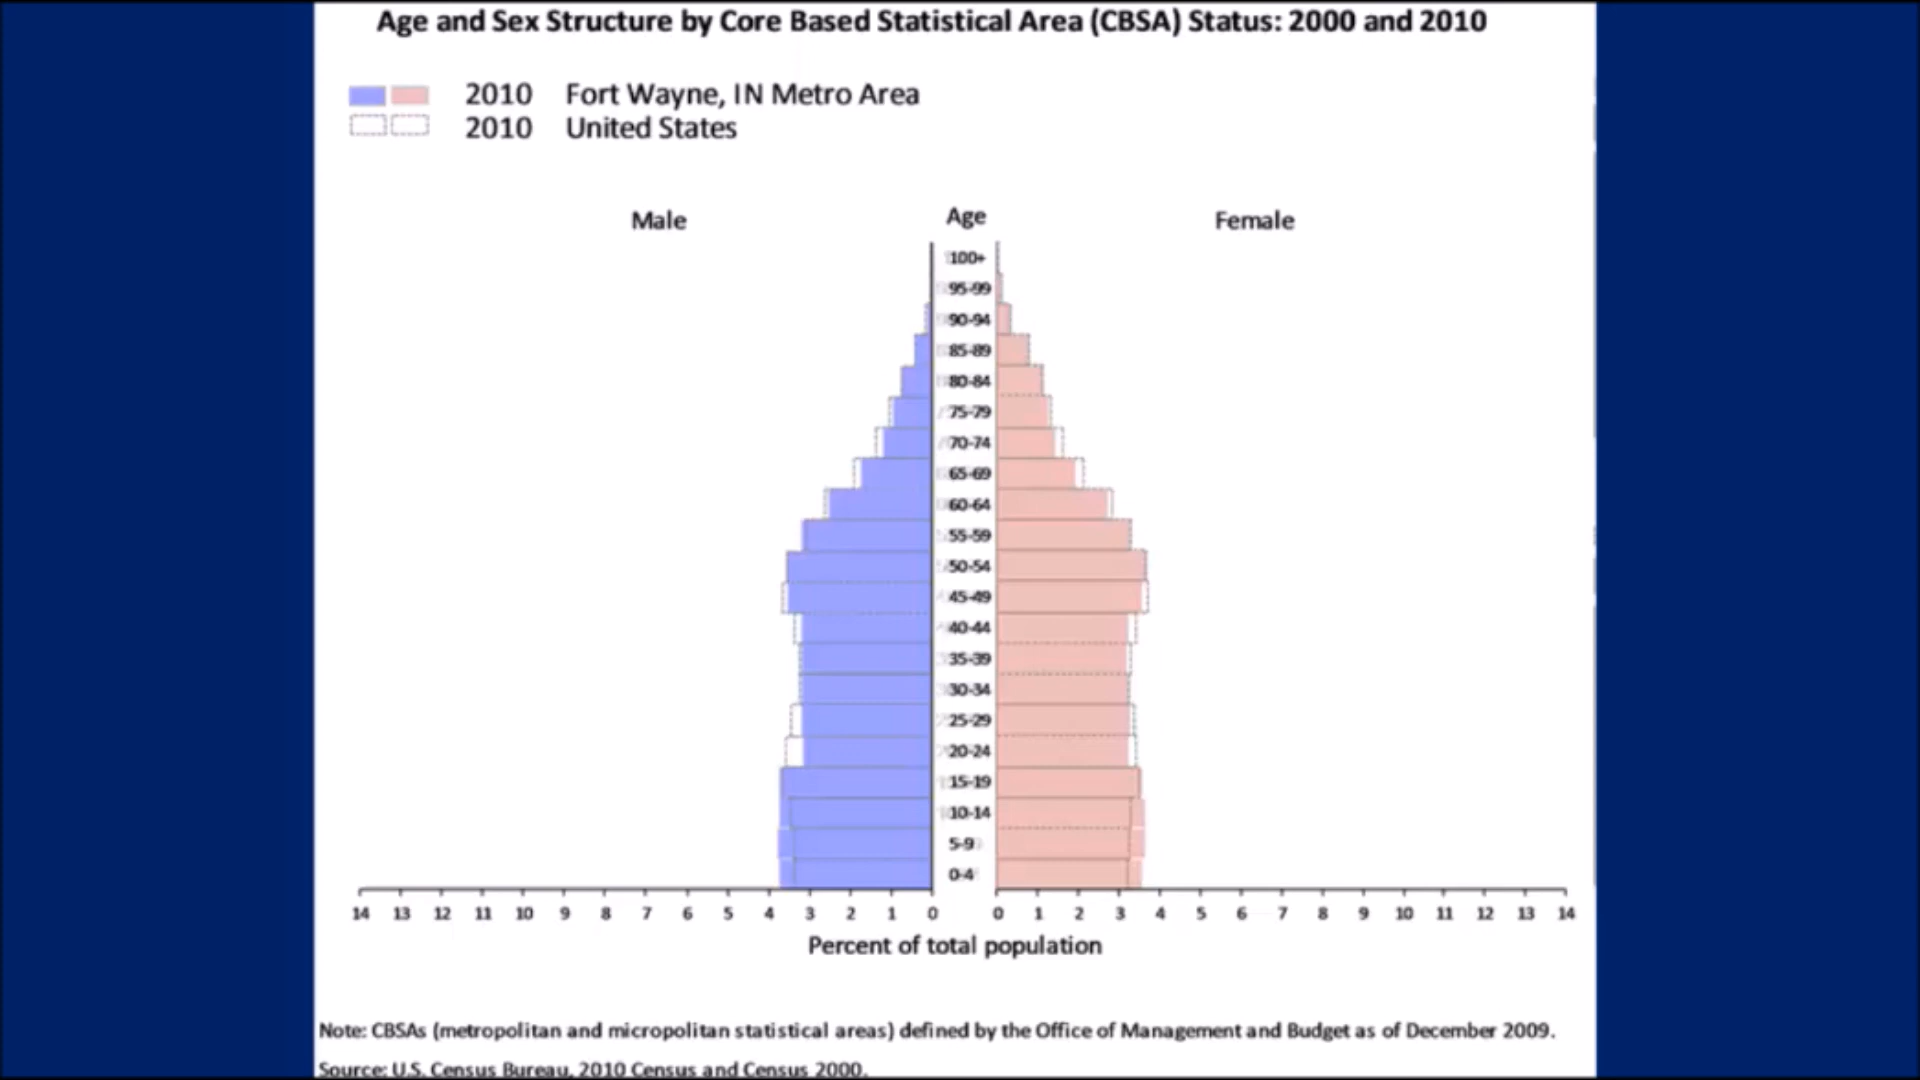 Age and Sex Structure by Core Based Statistical Area (CBSA) Status: 2000 and 2010
2010 Fort Wayne, IN Metro Area
2010 United States
Male Age Female
100+
95-99
90-94
85-89
80-84
75-79
70-74
65-69
60-64
55-59
50-54
45-49
40-44
35-39
30-34
25-29
20-24
15-19
10-14
5-9
0-4
14 13 12 11 10 9 8 7 6 5 4 3 2 1 0 0 1 2 3 4 5 6 7 8 9 10 11 12 13 14
Percent of total population
Note: CBSAs (metropolitan and micropolitan statistical areas) defined by the Office of Management and Budget as of December 2009.
Source: U.S. Census Bureau, 2010 Census and Census 2000.